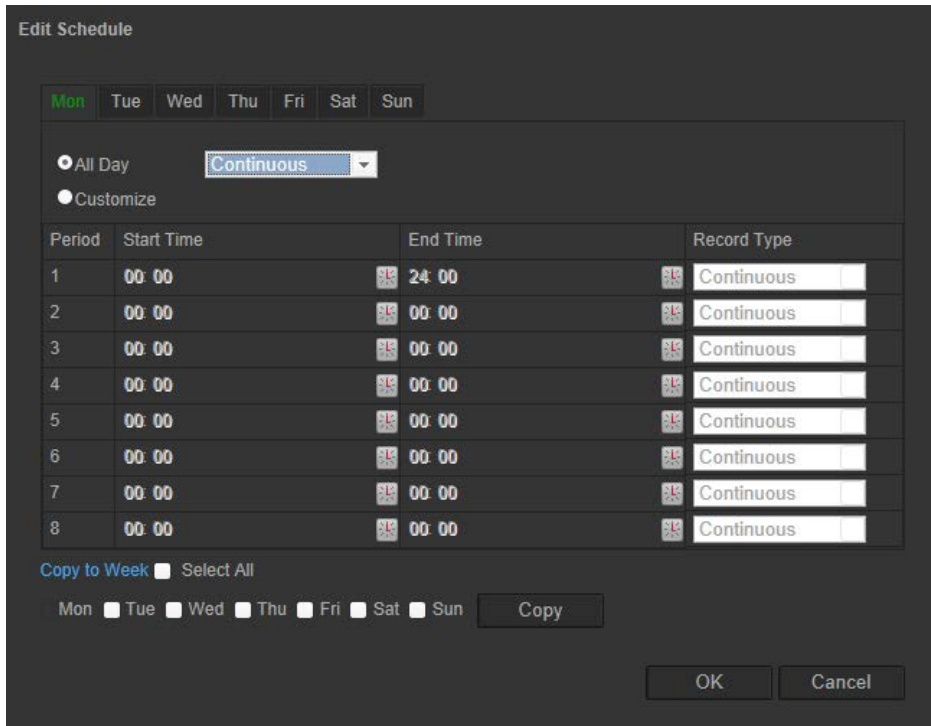 Edit Schedule
Mon Tue Wed Thu Fri Sat Sun
All Day Continuous
Customize
Period Start Time End Time Record Type
1 00: 00 24: 00 Continuous
2 00: 00 00: 00 Continuous
3 00: 00 00: 00 Continuous
4 00: 00 00: 00 Continuous
5 00: 00 00: 00 Continuous
6 00: 00 00: 00 Continuous
7 00: 00 00: 00 Continuous
8 00: 00 00: 00 Continuous
Copy to Week Select All
Mon Tue Wed Thu Fri Sat Sun Copy
OK Cancel